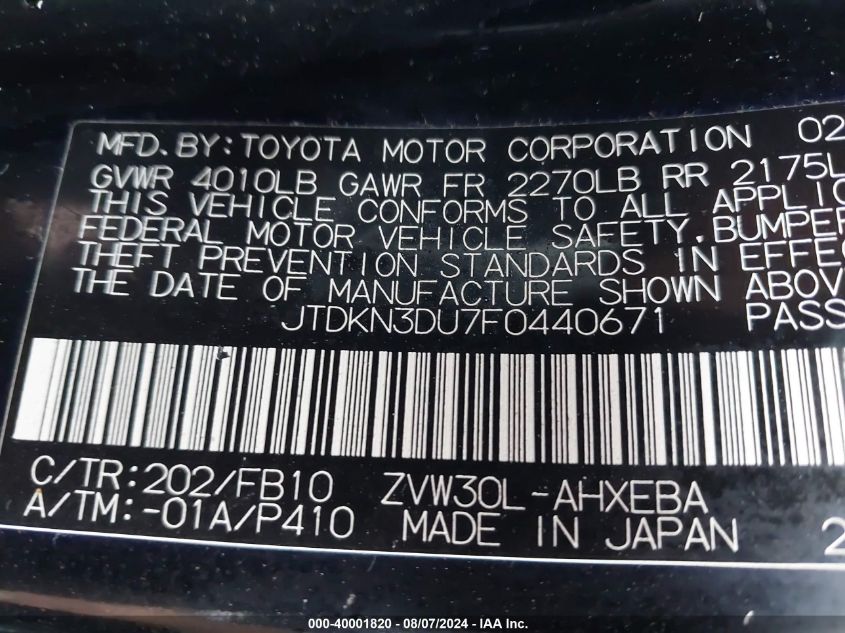 MFD. BY: TOYOTA MOTOR CORPORATION 02
GVWR 4010LB GAWR FR 2270LB RR 2175L
THIS VEHICLE CONFORMS TO ALL APPLIC
FEDERAL MOTOR VEHICLE SAFETY, BUMPER
THEFT PREVENTION STANDARDS IN EFFEC
THE DATE OF MANUFACTURE SHOWN ABOV
JTDKN3DU7F0440671 PASS
C/TR:202/FB10 ZVW30L-AHXEBA
A/TM:-01A/P410 MADE IN JAPAN 2
000-40001820 - 08/07/2024 - IAA Inc.